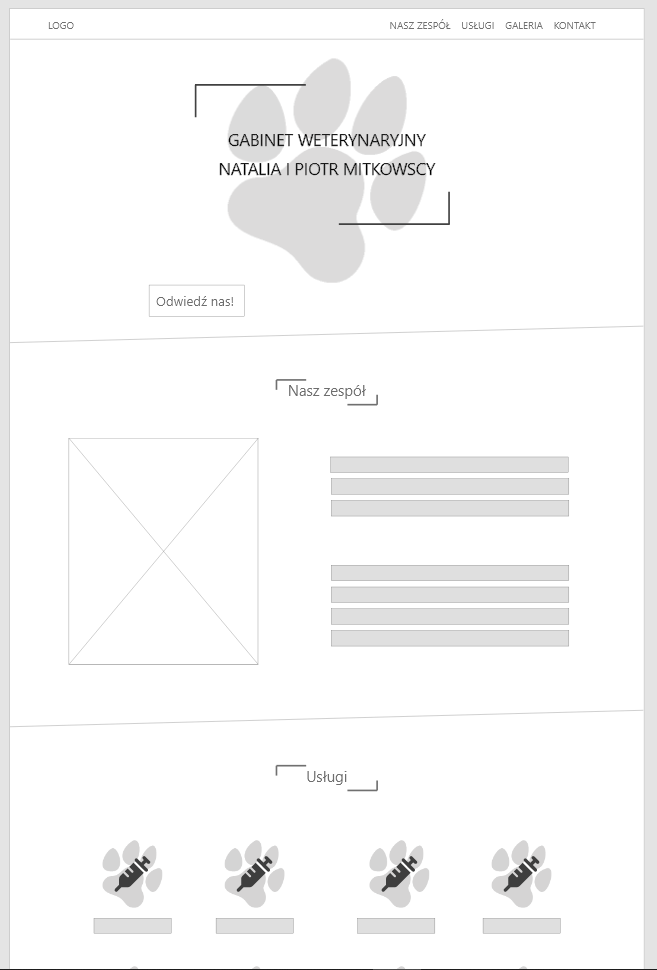 LOGO NASZ ZESPÓŁ USŁUGI GALERIA KONTAKT
GABINET WETERYNARYJNY
NATALIA I PIOTR MITKOWSCY
Odwiedź nas!
Nasz zespół
Usługi